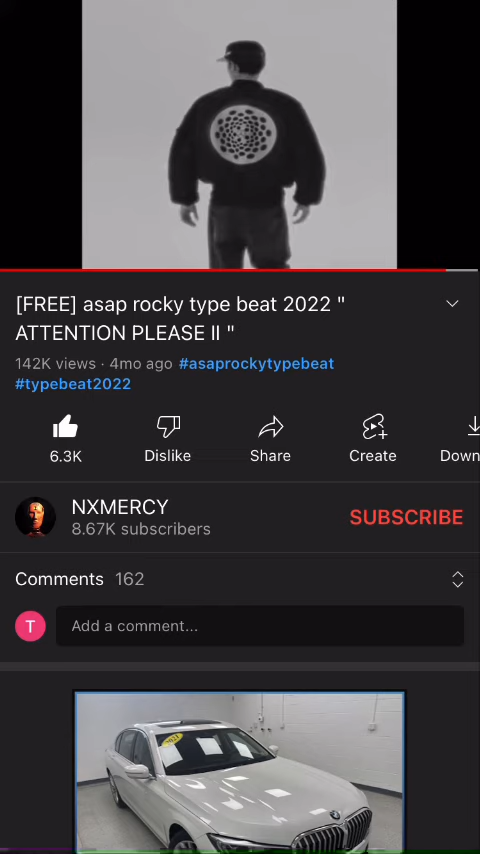 [FREE] asap rocky type beat 2022 "
ATTENTION PLEASE II "
142K views · 4mo ago #asaprockytypebeat
#typebeat2022
6.3K Dislike Share Create Down
NXMERCY
8.67K subscribers
SUBSCRIBE
Comments 162
T
Add a comment...